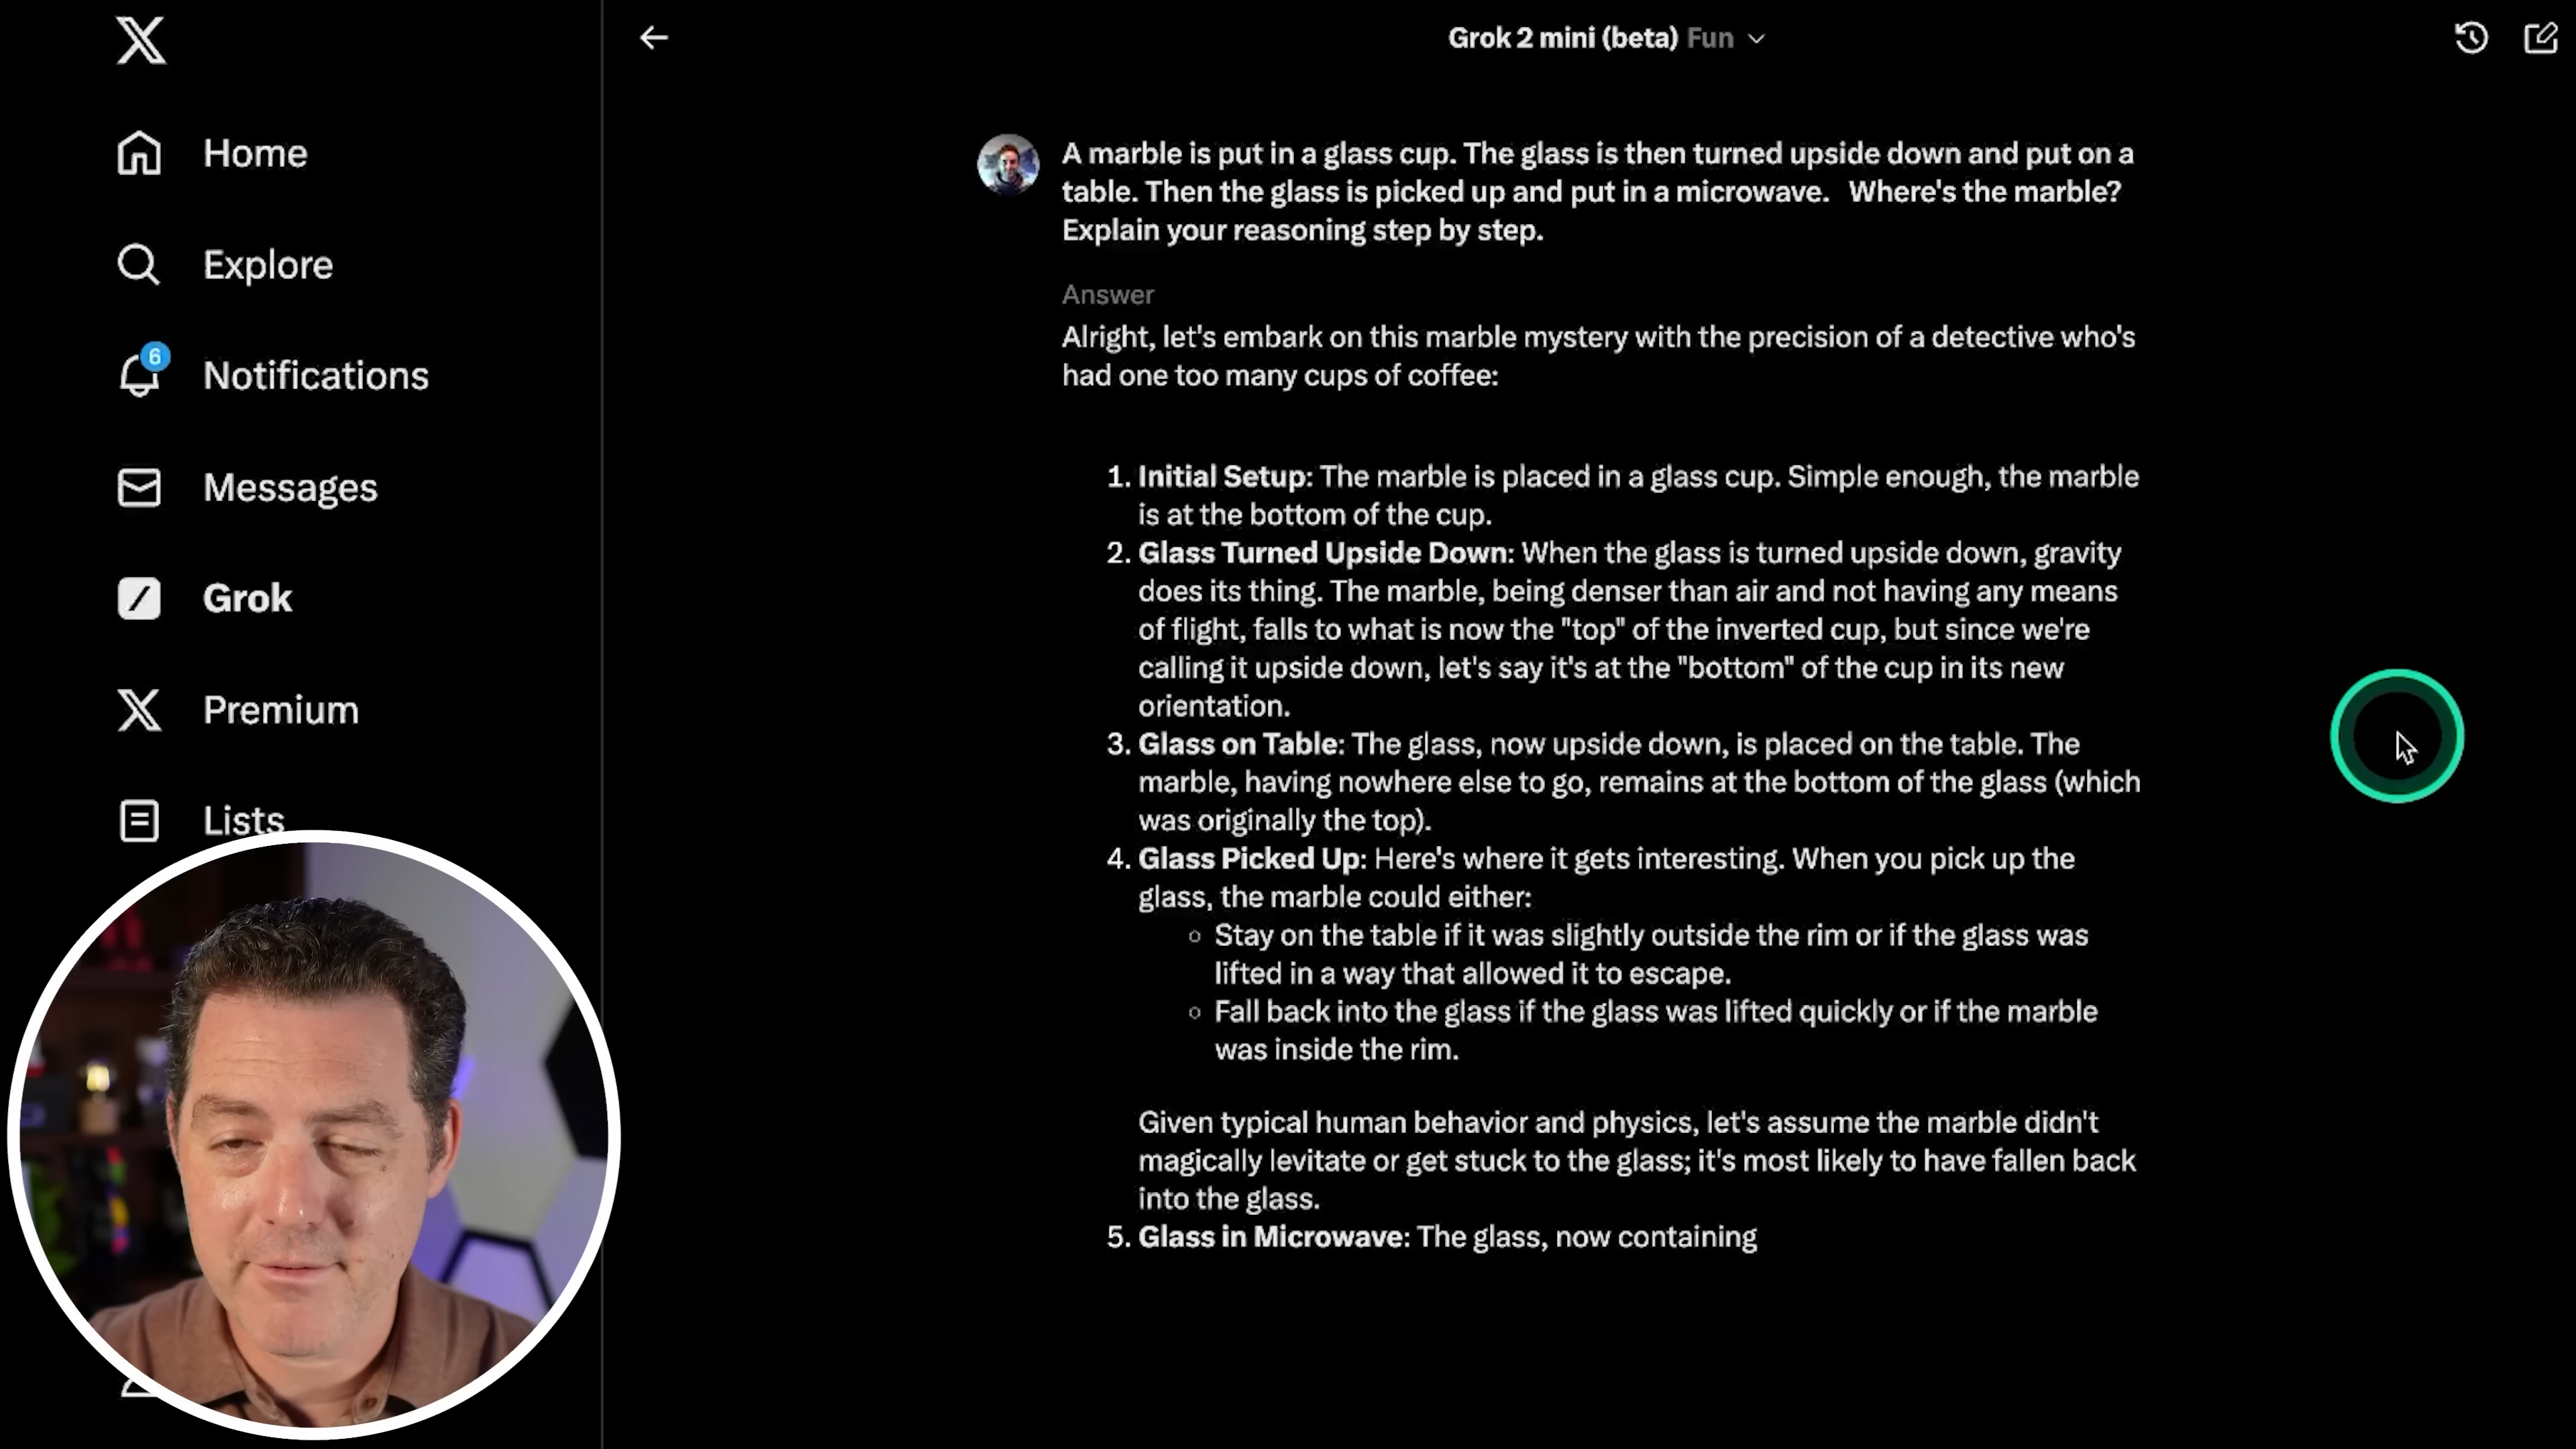 Home
Explore
6
Notifications
Messages
Grok
Premium
Lists
Grok 2 mini (beta) Fun
A marble is put in a glass cup. The glass is then turned upside down and put on a
table. Then the glass is picked up and put in a microwave.   Where's the marble?
Explain your reasoning step by step.
Answer
Alright, let's embark on this marble mystery with the precision of a detective who's
had one too many cups of coffee:
1. Initial Setup: The marble is placed in a glass cup. Simple enough, the marble
is at the bottom of the cup.
2. Glass Turned Upside Down: When the glass is turned upside down, gravity
does its thing. The marble, being denser than air and not having any means
of flight, falls to what is now the "top" of the inverted cup, but since we're
calling it upside down, let's say it's at the "bottom" of the cup in its new
orientation.
3. Glass on Table: The glass, now upside down, is placed on the table. The
marble, having nowhere else to go, remains at the bottom of the glass (which
was originally the top).
4. Glass Picked Up: Here's where it gets interesting. When you pick up the
glass, the marble could either:
Stay on the table if it was slightly outside the rim or if the glass was
lifted in a way that allowed it to escape.
Fall back into the glass if the glass was lifted quickly or if the marble
was inside the rim.
Given typical human behavior and physics, let's assume the marble didn't
magically levitate or get stuck to the glass; it's most likely to have fallen back
into the glass.
5. Glass in Microwave: The glass, now containing